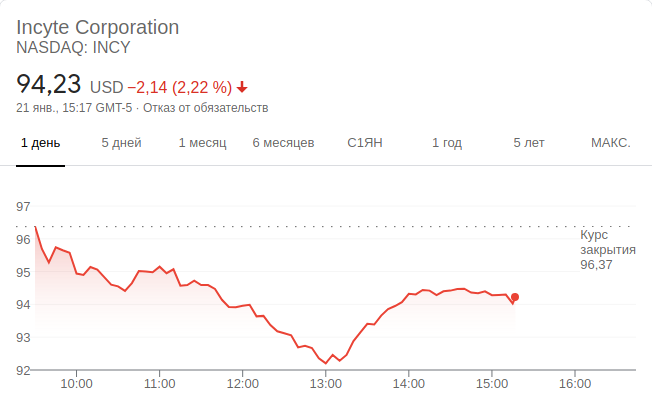 Incyte Corporation
NASDAQ: INCY
94,23 USD −2,14 (2,22 %)
21 янв., 15:17 GMT-5 · Отказ от обязательств
1 день 5 дней 1 месяц 6 месяцев С1ЯН 1 год 5 лет МАКС.
97
96
95
94
93
92
Курс
закрытия
96,37
10:00 11:00 12:00 13:00 14:00 15:00 16:00